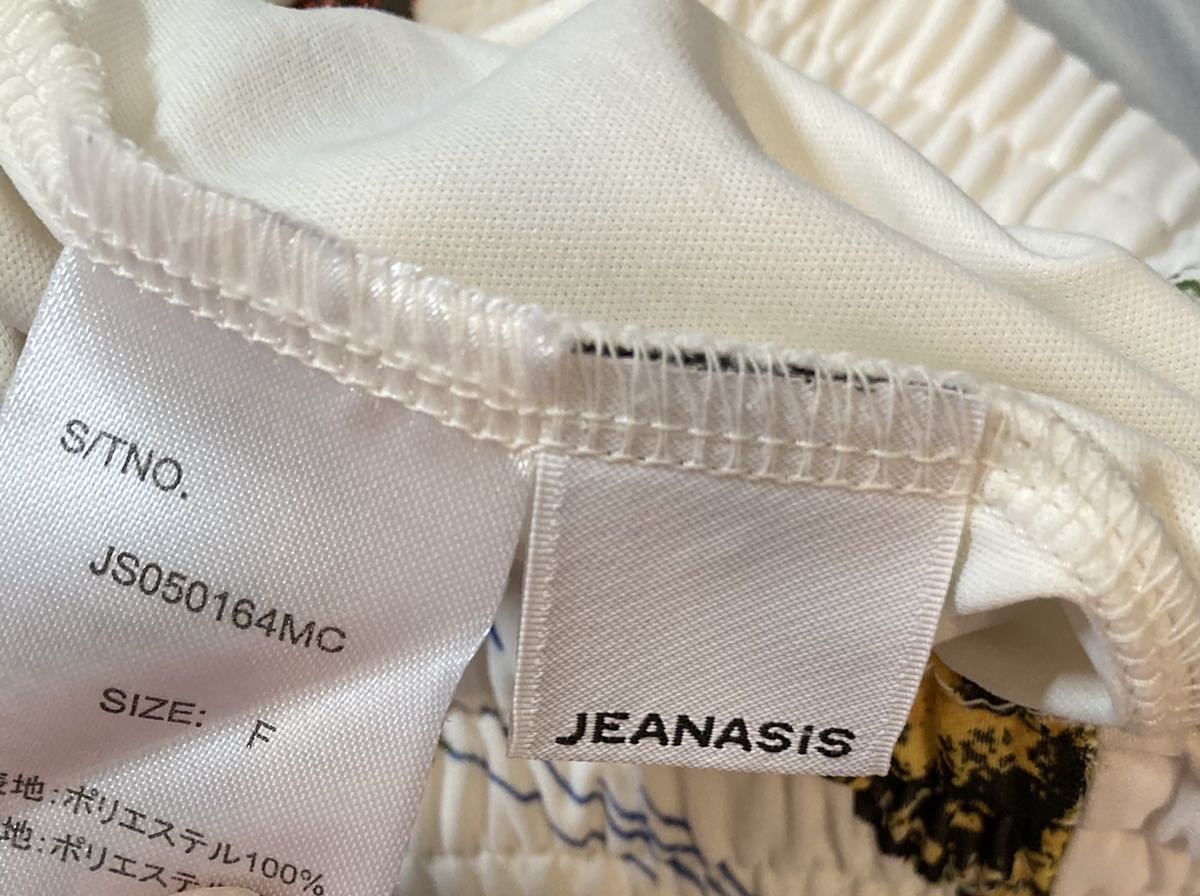 S/TNO.
JS050164MC
SIZE: F
表地:ポリエステル100%
地:ポリエステル
JEANASiS